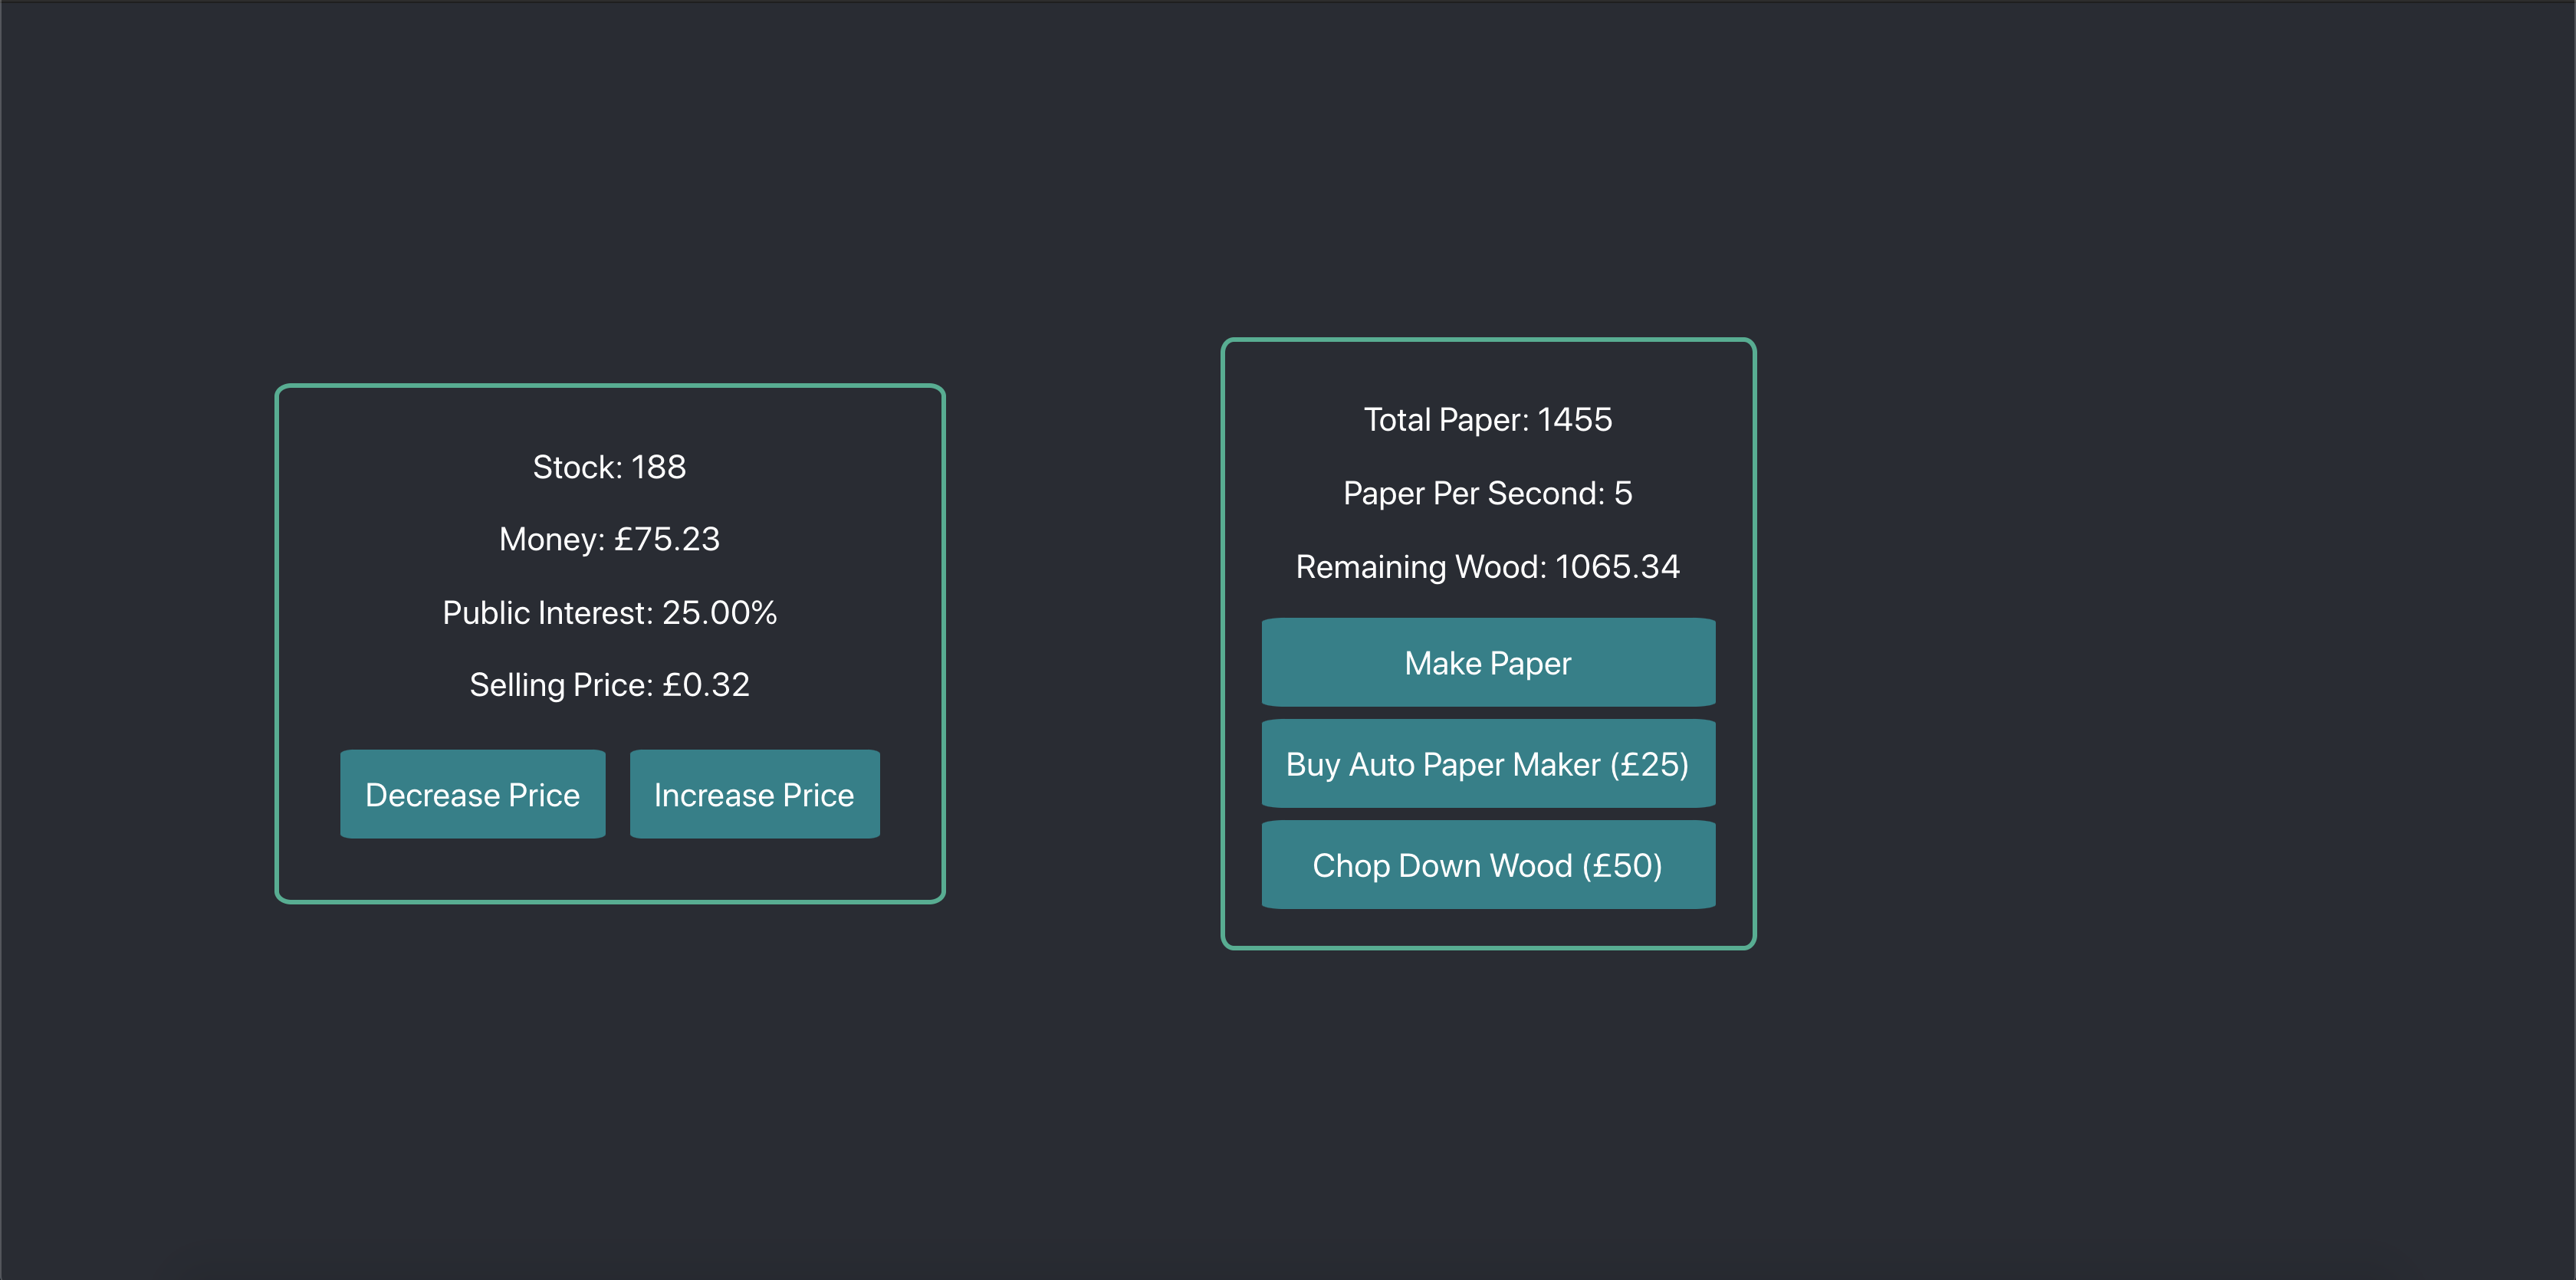 Stock: 188
Money: £75.23
Public Interest: 25.00%
Selling Price: £0.32
Decrease Price
Increase Price
Total Paper: 1455
Paper Per Second: 5
Remaining Wood: 1065.34
Make Paper
Buy Auto Paper Maker (£25)
Chop Down Wood (£50)